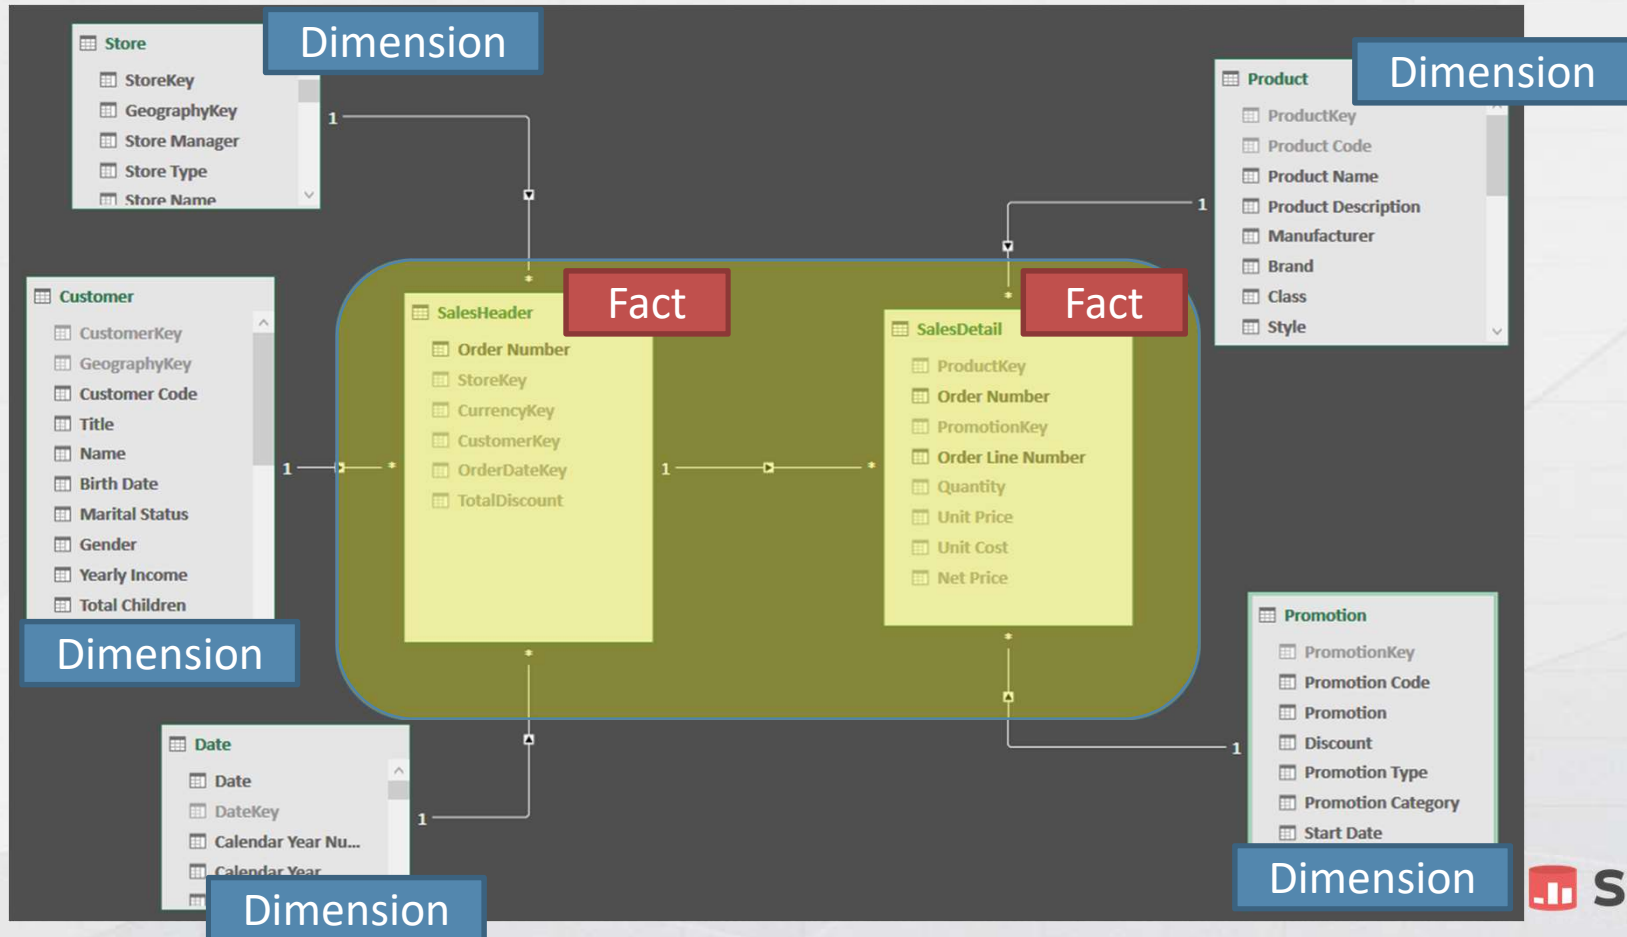 Store
Dimension
StoreKey
GeographyKey
Store Manager
Store Type
Store Name
1
*
Product
Dimension
ProductKey
Product Code
Product Name
Product Description
Manufacturer
Brand
Class
Style
1
*
Customer
CustomerKey
GeographyKey
Customer Code
Title
Name
Birth Date
Marital Status
Gender
Yearly Income
Total Children
Dimension
1
*
SalesHeader
Fact
Order Number
StoreKey
CurrencyKey
CustomerKey
OrderDateKey
TotalDiscount
1
*
SalesDetail
Fact
ProductKey
Order Number
PromotionKey
Order Line Number
Quantity
Unit Price
Unit Cost
Net Price
*
*
Date
Date
DateKey
Calendar Year Nu...
Calendar Year
Dimension
1
Promotion
PromotionKey
Promotion Code
Promotion
Discount
Promotion Type
Promotion Category
Start Date
Dimension
1
S